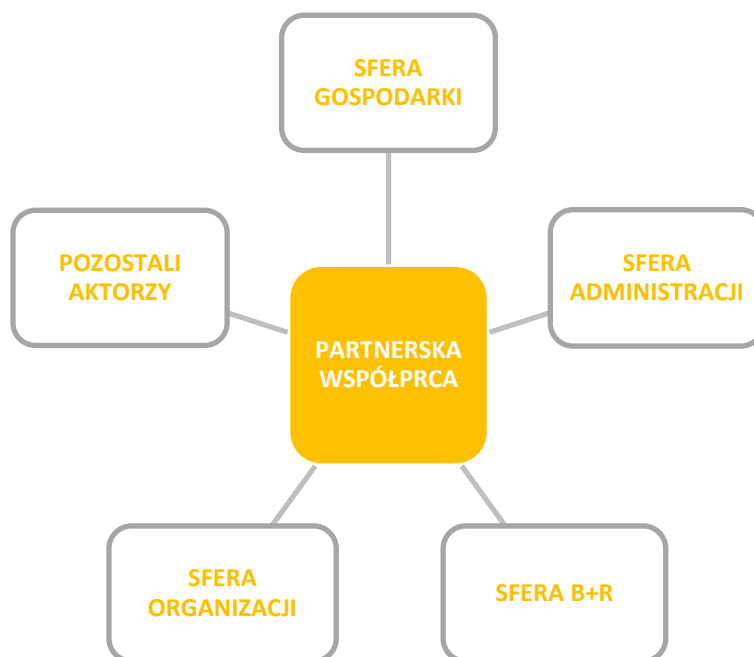 SFERA
GOSPODARKI
POZOSTALI
AKTORZY
SFERA
ADMINISTRACJI
PARTNERSKA
WSPÓŁPRCA
SFERA
ORGANIZACJI
SFERA B+R